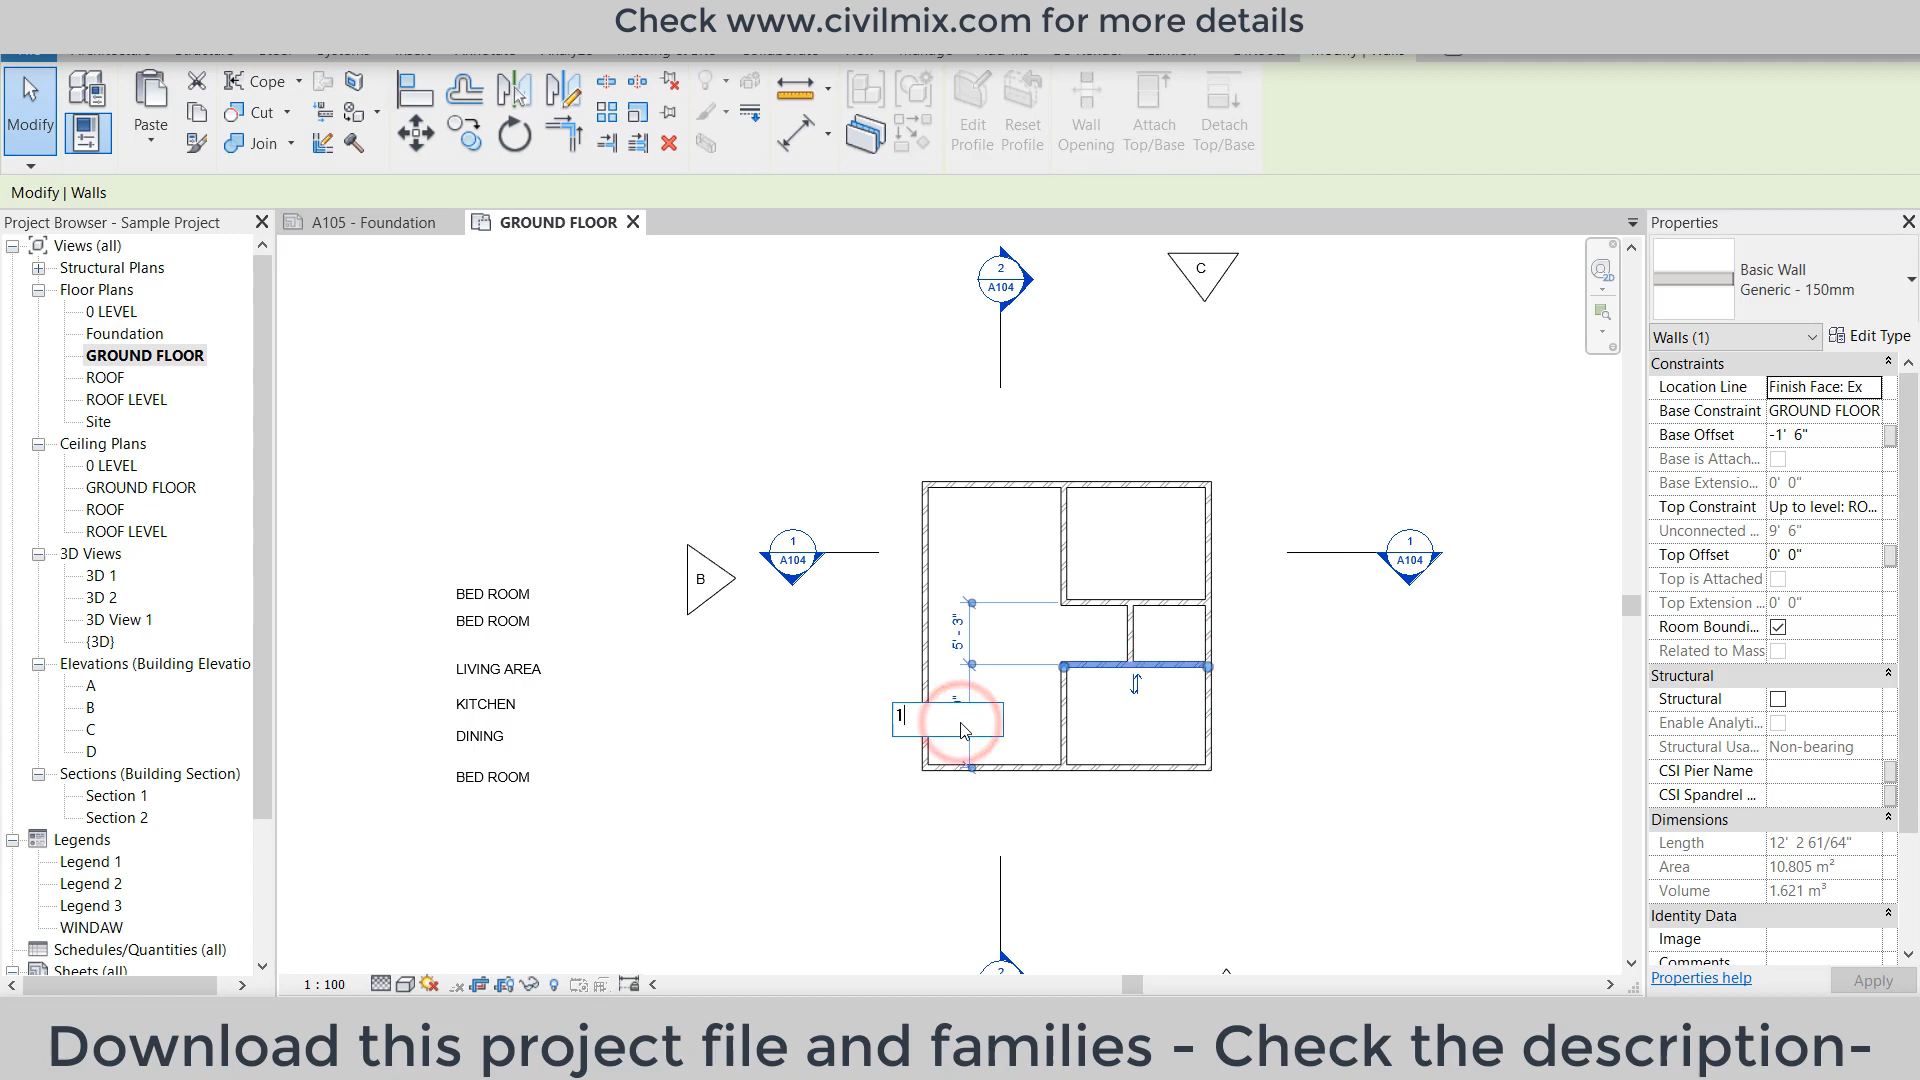 Check www.civilmix.com for more details
Modify
Paste
Cope
Cut
Join
Edit Profile
Reset Profile
Wall Opening
Attach Top/Base
Detach Top/Base
Modify | Walls
Project Browser - Sample Project
Views (all)
Structural Plans
Floor Plans
0 LEVEL
Foundation
GROUND FLOOR
ROOF
ROOF LEVEL
Site
Ceiling Plans
0 LEVEL
GROUND FLOOR
ROOF
ROOF LEVEL
3D Views
3D 1
3D 2
3D View 1
{3D}
Elevations (Building Elevatio
A
B
C
D
Sections (Building Section)
Section 1
Section 2
Legends
Legend 1
Legend 2
Legend 3
WINDAW
Schedules/Quantities (all)
Sheets (all)
A105 - Foundation
GROUND FLOOR
2
A104
C
1
A104
B
1
A104
BED ROOM
BED ROOM
LIVING AREA
KITCHEN
DINING
BED ROOM
5' - 3"
1
2
1 : 100
2D
Properties
Basic Wall
Generic - 150mm
Walls (1)
Edit Type
Constraints
Location Line Finish Face: Ex
Base Constraint GROUND FLOOR
Base Offset -1' 6"
Base is Attach...
Base Extensio... 0' 0"
Top Constraint Up to level: RO...
Unconnected ... 9' 6"
Top Offset 0' 0"
Top is Attached
Top Extension ... 0' 0"
Room Boundi...
Related to Mass
Structural
Structural
Enable Analyti...
Structural Usa... Non-bearing
CSI Pier Name
CSI Spandrel ...
Dimensions
Length 12' 2 61/64"
Area 10.805 m²
Volume 1.621 m³
Identity Data
Image
Comments
Properties help
Apply
Download this project file and families - Check the description-